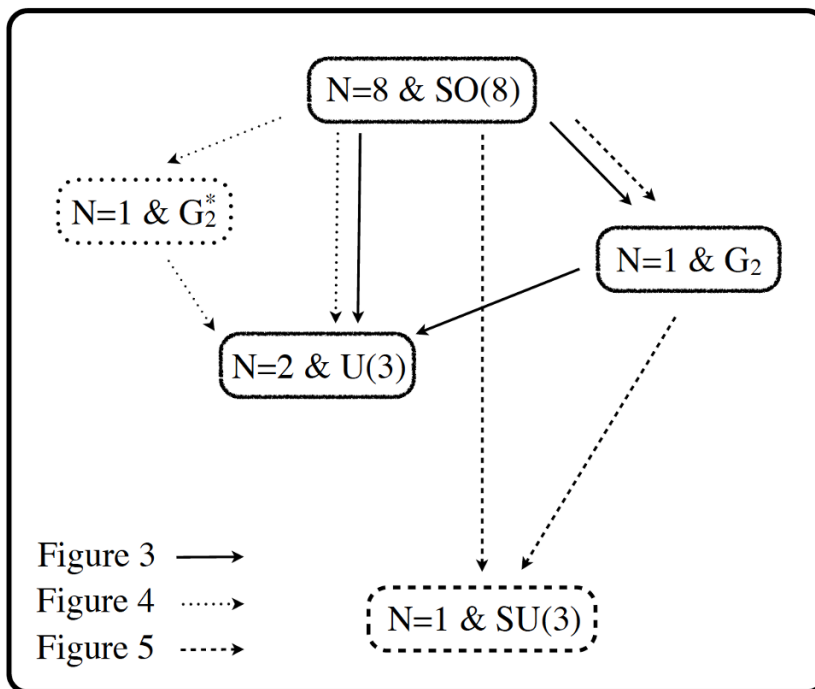 N=8 & SO(8)
N=1 & G₂*
N=1 & G₂
N=2 & U(3)
Figure 3
Figure 4
N=1 & SU(3)
Figure 5